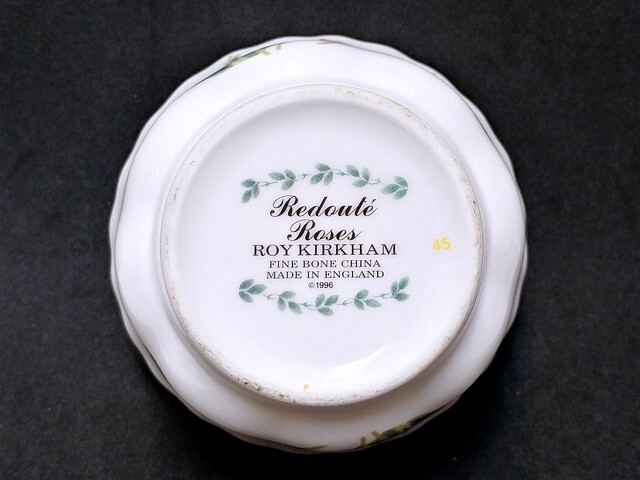 Redouté
Roses
ROY KIRKHAM
FINE BONE CHINA
MADE IN ENGLAND
©1996
45